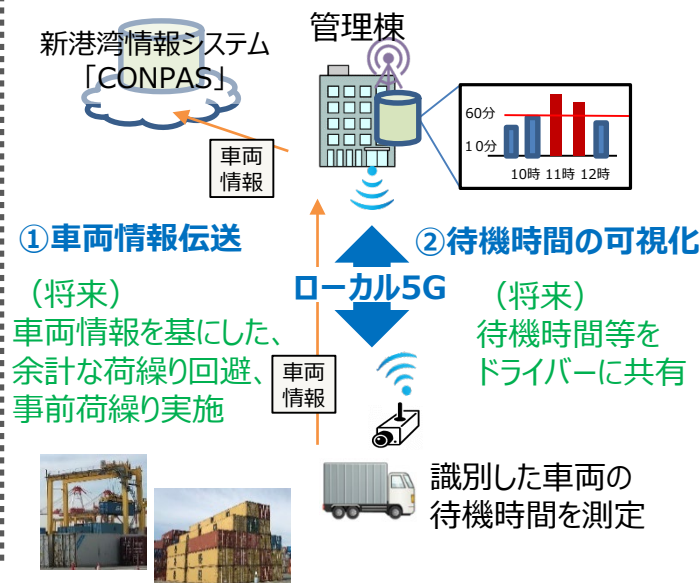 新港湾情報システム
「CONPAS」
管理棟
60分
10分
10時 11時 12時
車両
情報
①車両情報伝送
②待機時間の可視化
ローカル5G
（将来）
車両情報を基にした、
余計な荷繰り回避、
事前荷繰り実施
（将来）
待機時間等を
ドライバーに共有
車両
情報
識別した車両の
待機時間を測定